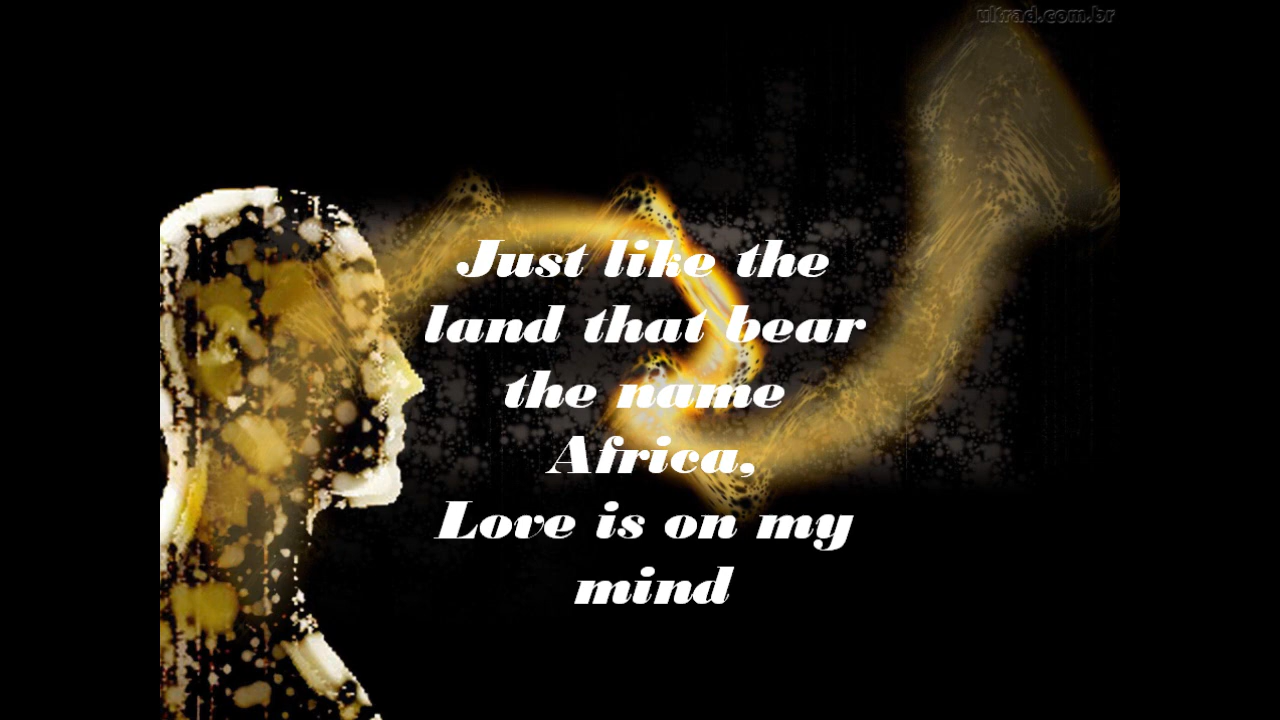 ultrad.com.br
Just like the
land that bear
the name
Africa,
Love is on my
mind